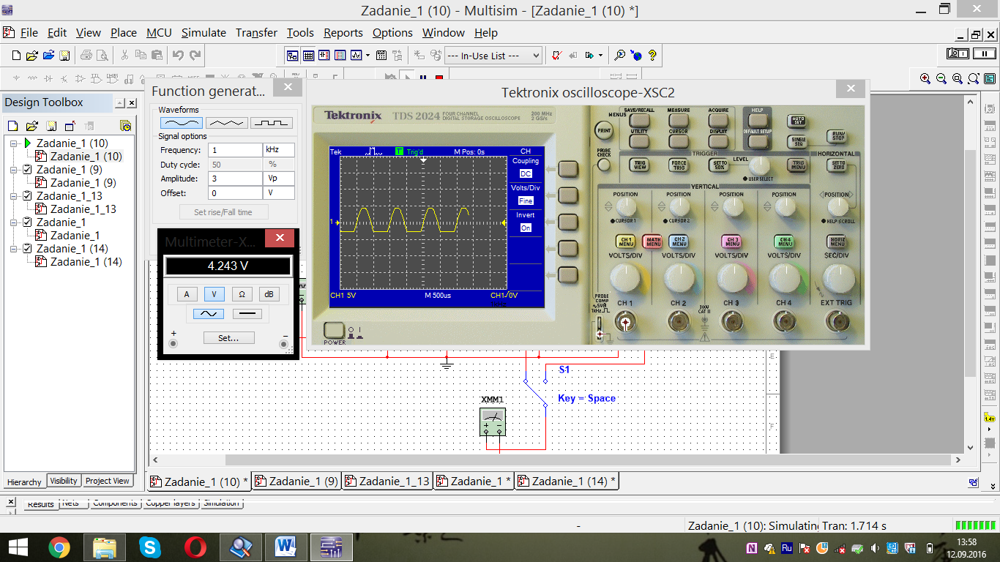 Zadanie_1 (10) - Multisim - [Zadanie_1 (10) *]
File Edit View Place MCU Simulate Transfer Tools Reports Options Window Help
--- In-Use List ---
Design Toolbox
Zadanie_1 (10)
Zadanie_1 (10)
Zadanie_1 (9)
Zadanie_1 (9)
Zadanie_1_13
Zadanie_1_13
Zadanie_1
Zadanie_1
Zadanie_1 (14)
Zadanie_1 (14)
Hierarchy Visibility Project View
Function generat...
Waveforms
Signal options
Frequency: 1 kHz
Duty cycle: 50 %
Amplitude: 3 Vp
Offset: 0 V
Set rise/Fall time
Multimeter-X...
4.243 V
A V Ω dB
+ Set... −
Tektronix oscilloscope-XSC2
Tektronix TDS 2024 FOUR CHANNEL DIGITAL STORAGE OSCILLOSCOPE 200 MHz 2 GS/s
Tek T Trig'd M Pos: 0s CH
Coupling
DC
Volts/Div
Fine
Invert
On
1
CH1 5V M 500us CH1 0V
POWER
MENUS
SAVE/RECALL MEASURE ACQUIRE HELP
PRINT
AUTO SET
UTILITY CURSOR DISPLAY DEFAULT SETUP
SINGLE SEQ
RUN/STOP
PROBE CHECK
TRIGGER
LEVEL
HORIZONTAL
TRIG VIEW FORCE TRIG SET TO 50% USER SELECT TRIG MENU SET TO ZERO
VERTICAL
POSITION POSITION POSITION POSITION POSITION
CURSOR 1 CURSOR 2 HELP SCROLL
CH1 MENU MATH MENU CH2 MENU CH3 MENU CH4 MENU HORIZ MENU
VOLTS/DIV VOLTS/DIV VOLTS/DIV VOLTS/DIV SEC/DIV
PROBE COMP
~5V@
1kHz
CH 1 CH 2 CH 3 CH 4 EXT TRIG
300V
CAT II
E
S1
Key = Space
XMM1
F
1.4v
Zadanie_1 (10) * Zadanie_1 (9) Zadanie_1_13 Zadanie_1 * Zadanie_1 (14) *
Results Nets Components Copper layers Simulation
- Zadanie_1 (10): Simulating Tran: 1.714 s
Ru
13:58
12.09.2016